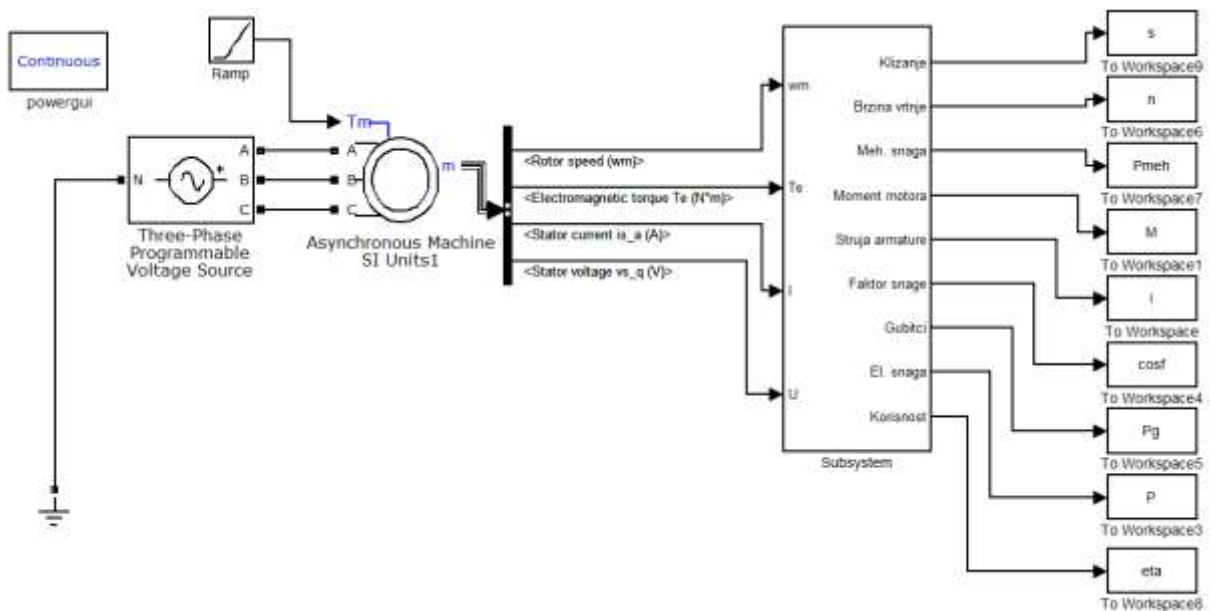 Continuous
powergui
Ramp
Tm
N
A
B
C
Three-Phase
Programmable
Voltage Source
A
B
C
m
Asynchronous Machine
SI Units1
<Rotor speed (wm)>
<Electromagnetic torque Te (N*m)>
<Stator current is_a (A)>
<Stator voltage vs_q (V)>
wm
Te
I
U
Klizanje
Brzina vrtnje
Meh. snaga
Moment motora
Struja armature
Faktor snage
Gubitci
El. snaga
Korisnost
Subsystem
s
To Workspace9
n
To Workspace6
Pmeh
To Workspace7
M
To Workspace1
I
To Workspace
cosf
To Workspace4
Pg
To Workspace5
P
To Workspace3
eta
To Workspace8